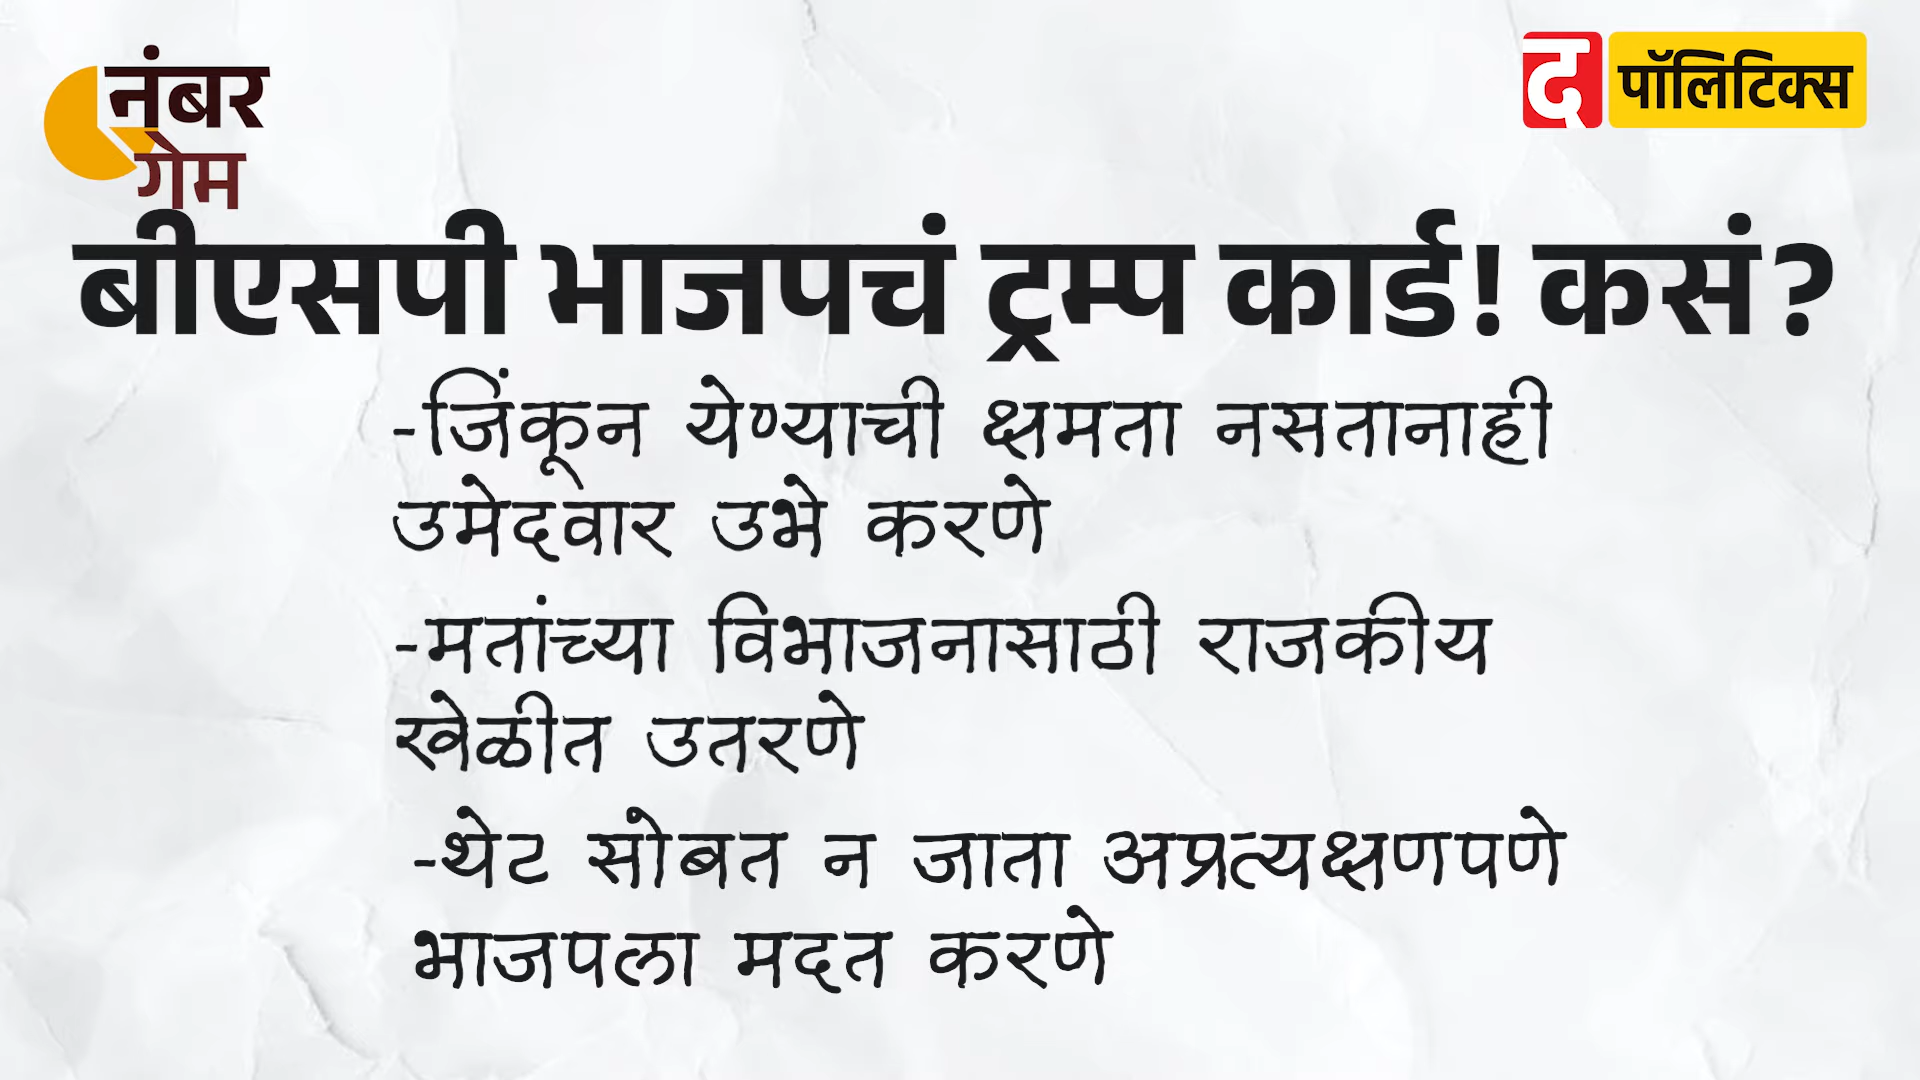 नंबर
गेम
द पॉलिटिक्स
बीएसपी भाजपचं ट्रम्प कार्ड! कसं?
-जिंकून येण्याची क्षमता नसतानाही
उमेदवार उभे करणे
-मतांच्या विभाजनासाठी राजकीय
खेळीत उतरणे
-थेट सोबत न जाता अप्रत्यक्षणपणे
भाजपला मदत करणे